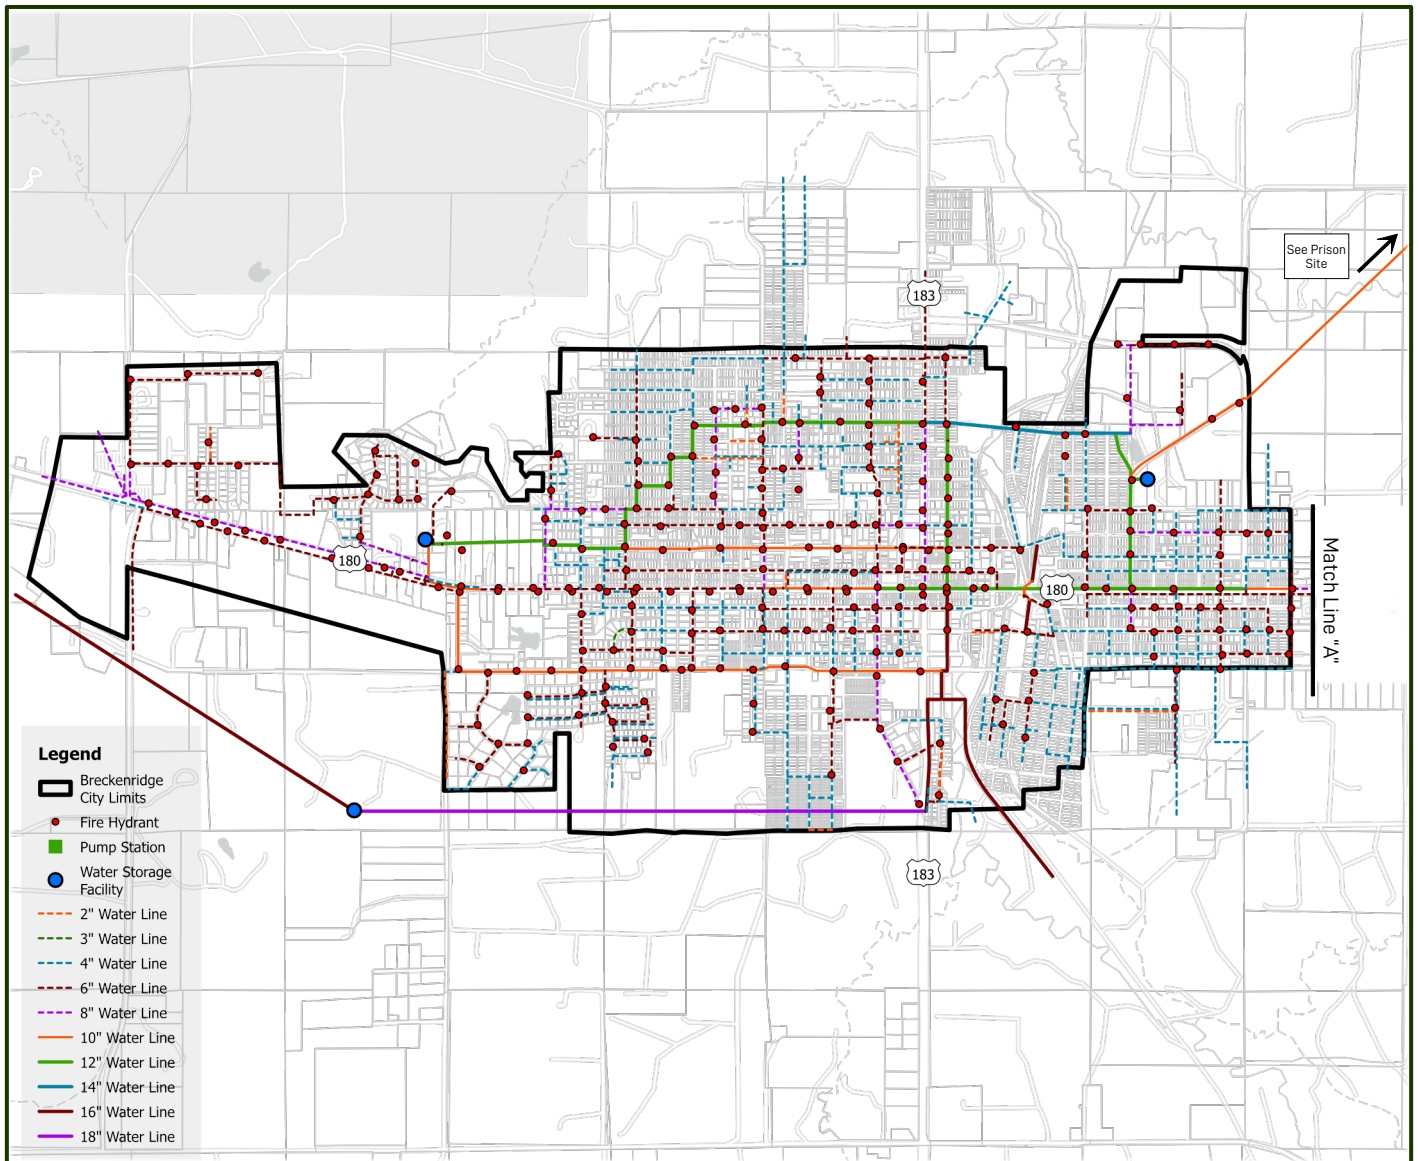 See Prison
Site
183
180
180
Match Line "A"
183
Legend
Breckenridge
City Limits
Fire Hydrant
Pump Station
Water Storage
Facility
2" Water Line
3" Water Line
4" Water Line
6" Water Line
8" Water Line
10" Water Line
12" Water Line
14" Water Line
16" Water Line
18" Water Line